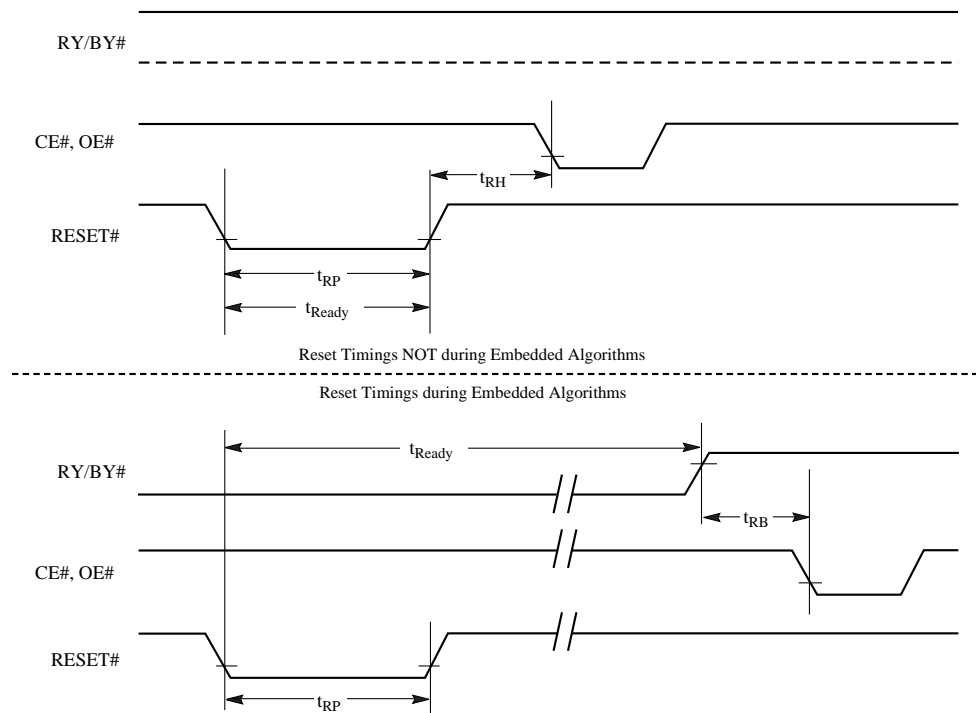 RY/BY#
CE#, OE#
tRH
RESET#
tRP
tReady
Reset Timings NOT during Embedded Algorithms
Reset Timings during Embedded Algorithms
tReady
RY/BY#
tRB
CE#, OE#
RESET#
tRP